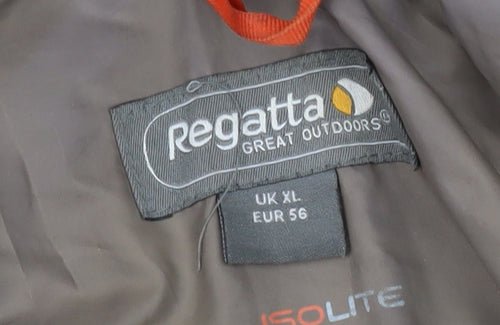 Regatta
GREAT OUTDOORS®
UK XL
EUR 56
ISOLITE